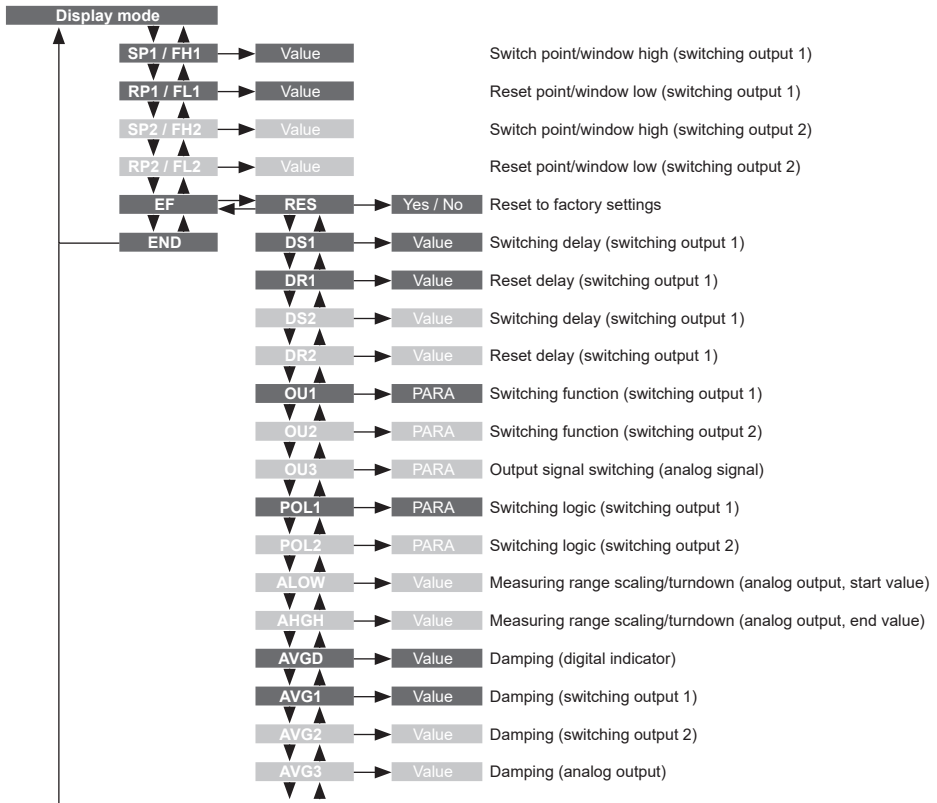 Display mode
SP1 / FH1 Value Switch point/window high (switching output 1)
RP1 / FL1 Value Reset point/window low (switching output 1)
SP2 / FH2 Value Switch point/window high (switching output 2)
RP2 / FL2 Value Reset point/window low (switching output 2)
EF RES Yes / No Reset to factory settings
END DS1 Value Switching delay (switching output 1)
DR1 Value Reset delay (switching output 1)
DS2 Value Switching delay (switching output 1)
DR2 Value Reset delay (switching output 1)
OU1 PARA Switching function (switching output 1)
OU2 PARA Switching function (switching output 2)
OU3 PARA Output signal switching (analog signal)
POL1 PARA Switching logic (switching output 1)
POL2 PARA Switching logic (switching output 2)
ALOW Value Measuring range scaling/turndown (analog output, start value)
AHGH Value Measuring range scaling/turndown (analog output, end value)
AVGD Value Damping (digital indicator)
AVG1 Value Damping (switching output 1)
AVG2 Value Damping (switching output 2)
AVG3 Value Damping (analog output)